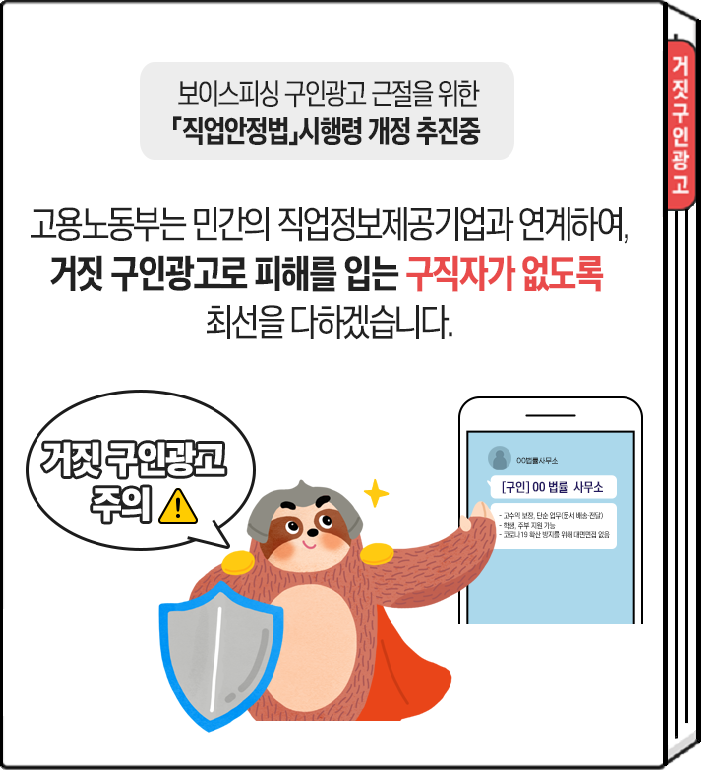 보이스피싱 구인광고 근절을 위한
「직업안정법」시행령 개정 추진중
거짓구인광고
고용노동부는 민간의 직업정보제공기업과 연계하여,
거짓 구인광고로 피해를 입는 구직자가 없도록
최선을 다하겠습니다.
거짓 구인광고
주의
00법률사무소
[구인] 00 법률 사무소
- 고수익 보장, 단순 업무(문서 배송·전달)
- 학생, 주부 지원 가능
- 코로나19 확산 방지를 위해 대면면접 없음